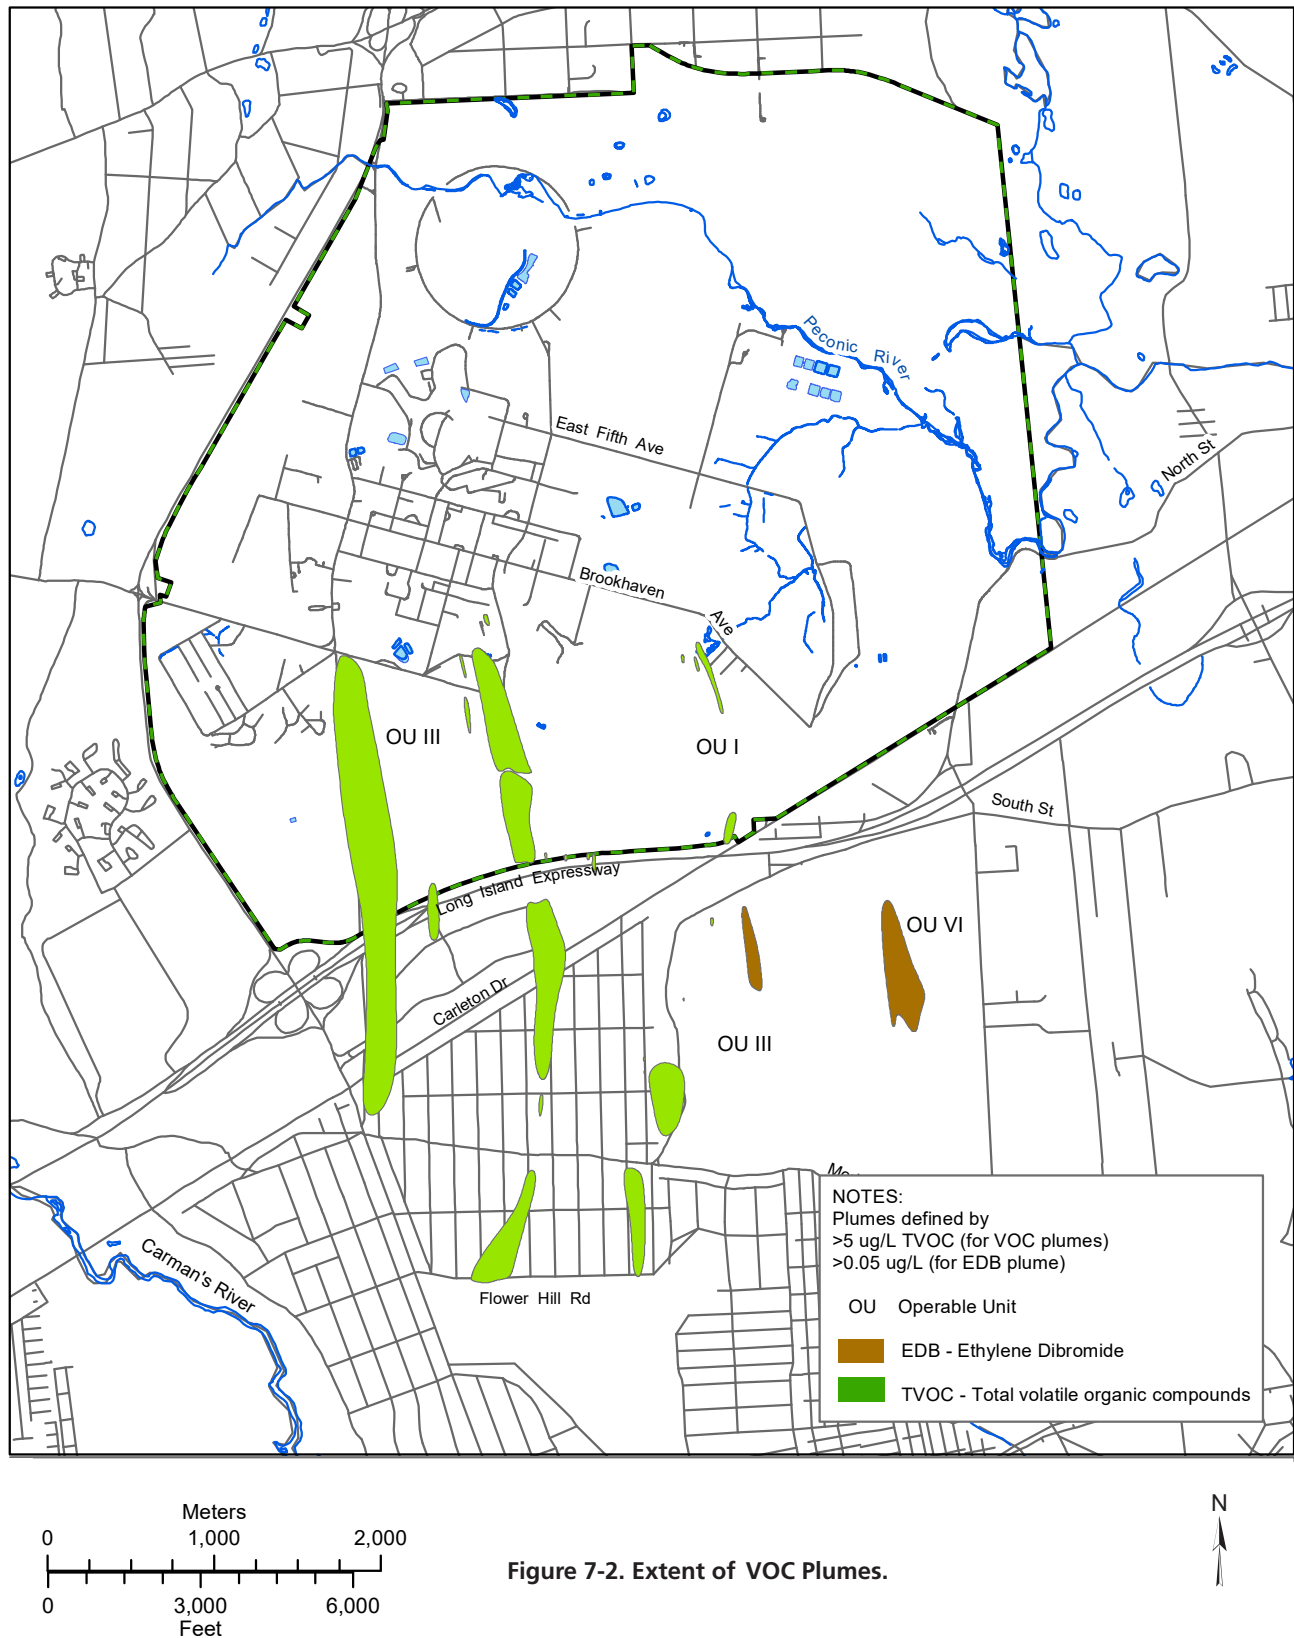 Peconic River
East Fifth Ave
North St
Brookhaven
Ave
OU III
OU I
South St
Long Island Expressway
OU VI
Carleton Dr
OU III
Carman's River
Flower Hill Rd
NOTES:
Plumes defined by
>5 ug/L TVOC (for VOC plumes)
>0.05 ug/L (for EDB plume)
OU Operable Unit
EDB - Ethylene Dibromide
TVOC - Total volatile organic compounds
Meters
0 1,000 2,000
0 3,000 6,000
Feet
Figure 7-2. Extent of VOC Plumes.
N